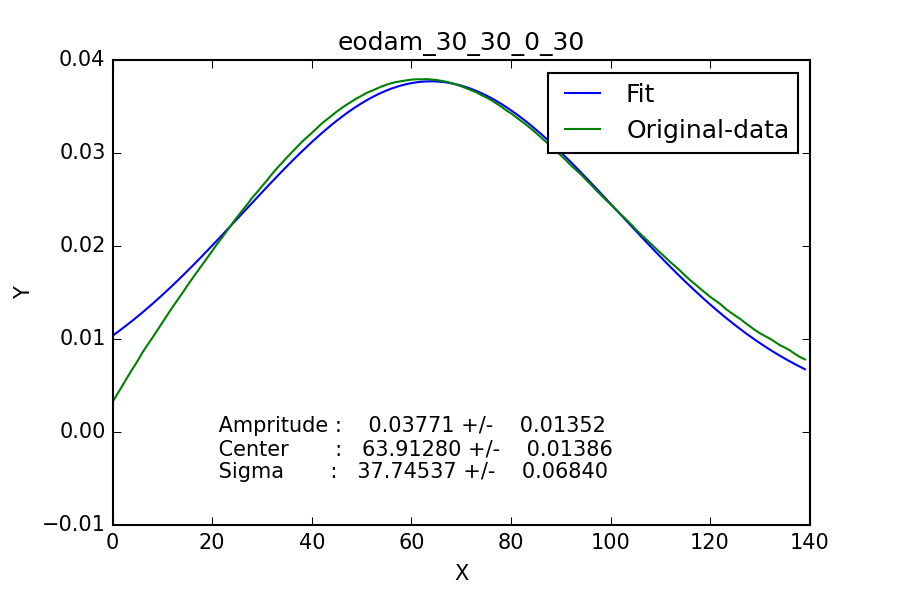 eodam_30_30_0_30
0.04
0.03
0.02
0.01
0.00
−0.01
Y
Fit
Original-data
Ampritude : 0.03771 +/- 0.01352
Center : 63.91280 +/- 0.01386
Sigma : 37.74537 +/- 0.06840
0 20 40 60 80 100 120 140
X